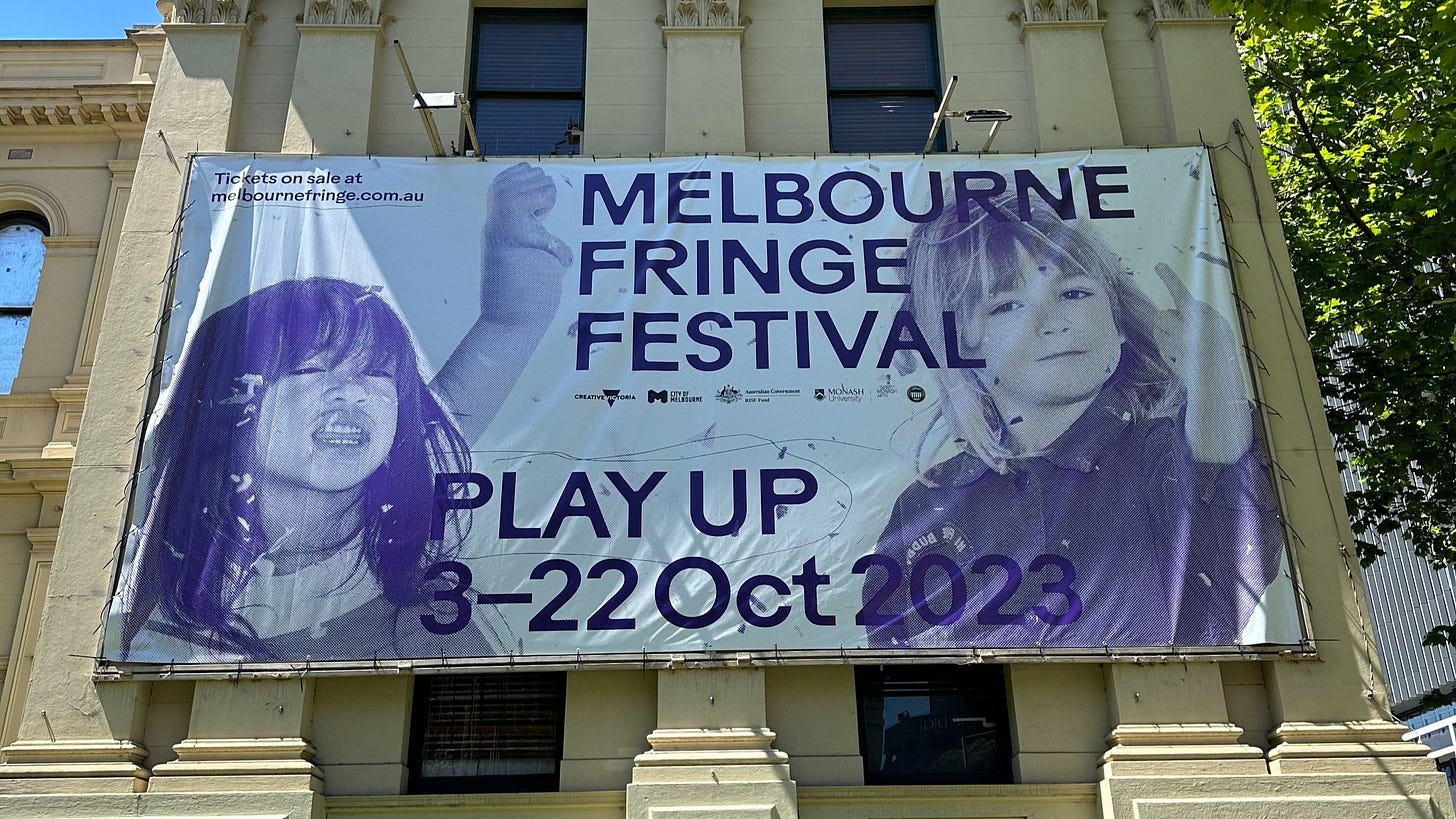 Tickets on sale at
melbournefringe.com.au
MELBOURNE
FRINGE
FESTIVAL
CREATIVE VICTORIA
CITY OF
MELBOURNE
Australian Government
RISE Fund
MONASH
University
PLAY UP
3–22 Oct 2023